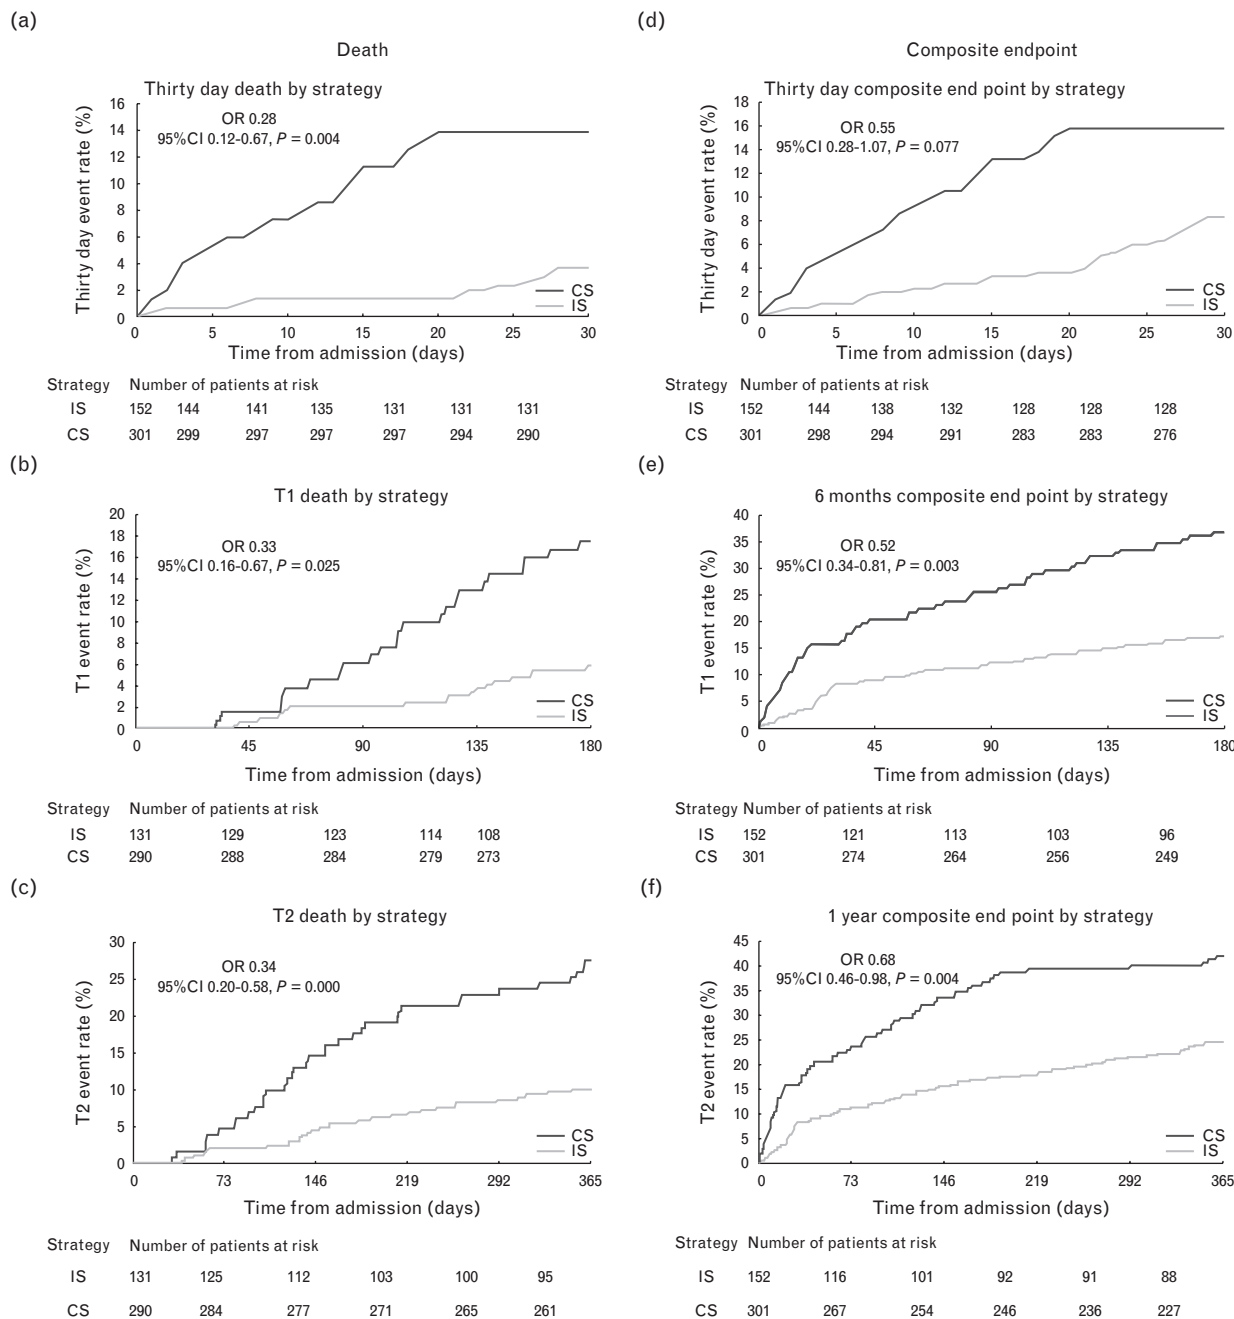 (a)
Death
Thirty day death by strategy
OR 0.28
95%CI 0.12-0.67, P = 0.004
Thirty day event rate (%)
16
14
12
10
8
6
4
2
0
0 5 10 15 20 25 30
CS
IS
Time from admission (days)
Strategy Number of patients at risk
IS 152 144 141 135 131 131 131
CS 301 299 297 297 297 294 290
(d)
Composite endpoint
Thirty day composite end point by strategy
OR 0.55
95%CI 0.28-1.07, P = 0.077
Thirty day event rate (%)
18
16
14
12
10
8
6
4
2
0
0 5 10 15 20 25 30
CS
IS
Time from admission (days)
Strategy Number of patients at risk
IS 152 144 138 132 128 128 128
CS 301 298 294 291 283 283 276
(b)
T1 death by strategy
OR 0.33
95%CI 0.16-0.67, P = 0.025
T1 event rate (%)
20
18
16
14
12
10
8
6
4
2
0
0 45 90 135 180
CS
IS
Time from admission (days)
Strategy Number of patients at risk
IS 131 129 123 114 108
CS 290 288 284 279 273
(e)
6 months composite end point by strategy
OR 0.52
95%CI 0.34-0.81, P = 0.003
T1 event rate (%)
40
35
30
25
20
15
10
5
0
0 45 90 135 180
CS
IS
Time from admission (days)
Strategy Number of patients at risk
IS 152 121 113 103 96
CS 301 274 264 256 249
(c)
T2 death by strategy
OR 0.34
95%CI 0.20-0.58, P = 0.000
T2 event rate (%)
30
25
20
15
10
5
0
0 73 146 219 292 365
CS
IS
Time from admission (days)
Strategy Number of patients at risk
IS 131 125 112 103 100 95
CS 290 284 277 271 265 261
(f)
1 year composite end point by strategy
OR 0.68
95%CI 0.46-0.98, P = 0.004
T2 event rate (%)
45
40
35
30
25
20
15
10
5
0
0 73 146 219 292 365
CS
IS
Time from admission (days)
Strategy Number of patients at risk
IS 152 116 101 92 91 88
CS 301 267 254 246 236 227